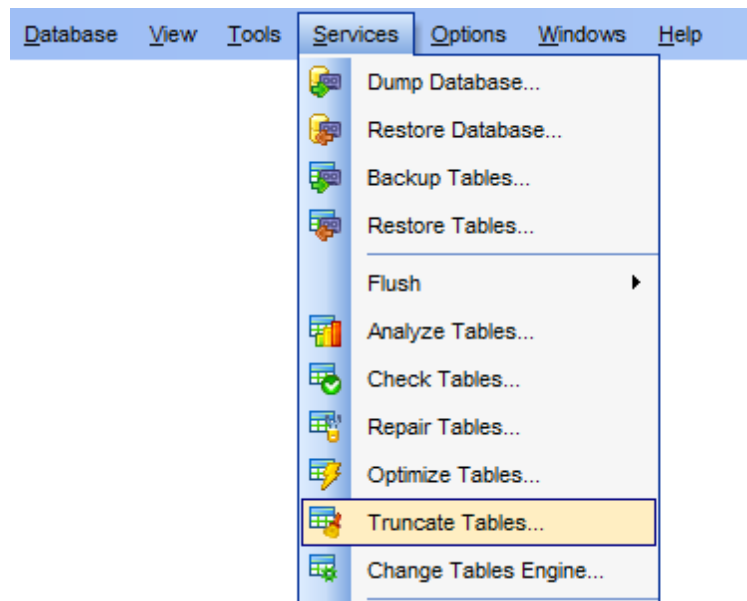 Database View Tools Services Options Windows Help
Dump Database...
Restore Database...
Backup Tables...
Restore Tables...
Flush
Analyze Tables...
Check Tables...
Repair Tables...
Optimize Tables...
Truncate Tables...
Change Tables Engine...